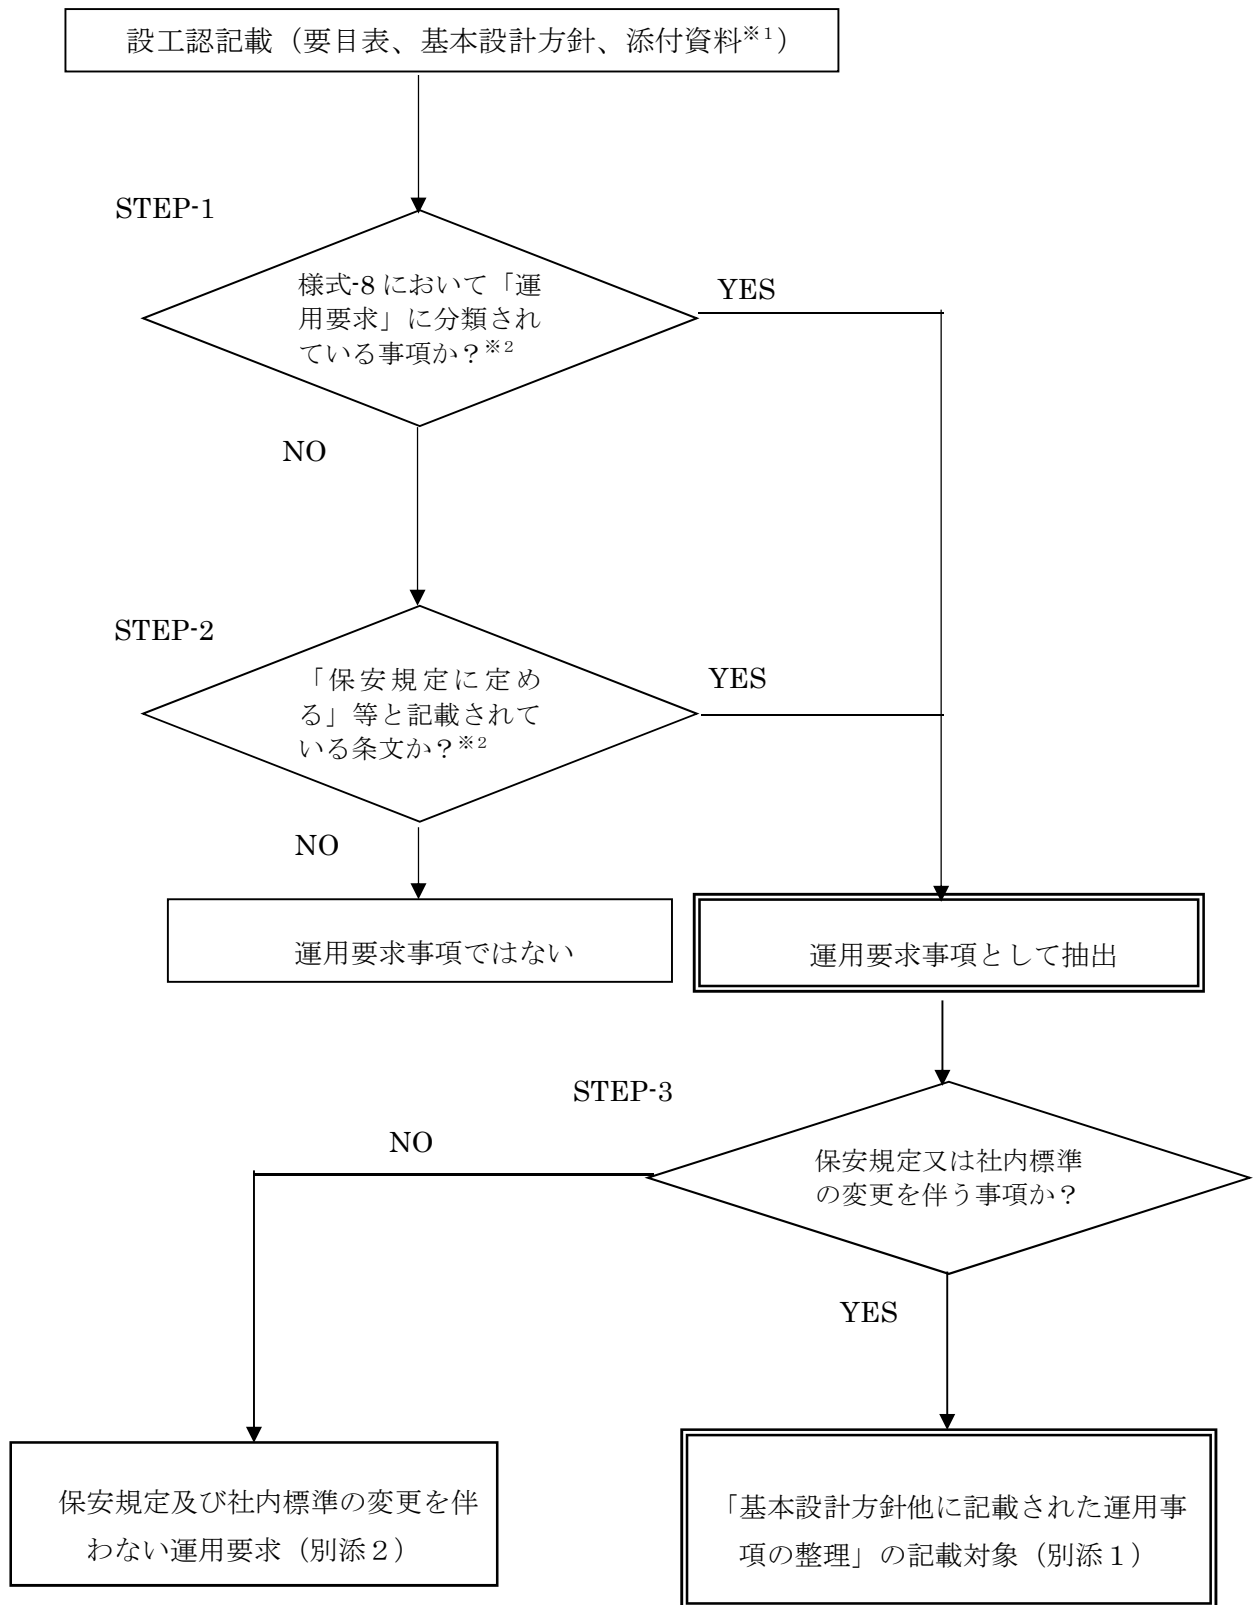 設工認記載（要目表、基本設計方針、添付資料※1）
STEP-1
様式-8 において「運
用要求」に分類され
ている事項か？※2
YES
NO
STEP-2
「保安規定に定め
る」等と記載されて
いる条文か？※2
YES
NO
運用要求事項ではない
運用要求事項として抽出
STEP-3
NO
保安規定又は社内標準
の変更を伴う事項か？
YES
保安規定及び社内標準の変更を伴
わない運用要求（別添２）
「基本設計方針他に記載された運用事
項の整理」の記載対象（別添１）